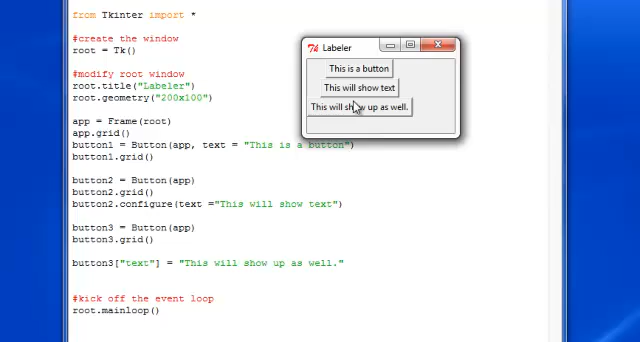 from Tkinter import *
#create the window
root = Tk()
#modify root window
root.title("Labeler")
root.geometry("200x100")
app = Frame(root)
app.grid()
button1 = Button(app, text = "This is a button")
button1.grid()
button2 = Button(app)
button2.grid()
button2.configure(text ="This will show text")
button3 = Button(app)
button3.grid()
button3["text"] = "This will show up as well."
#kick off the event loop
root.mainloop()
Tk Labeler
This is a button
This will show text
This will show up as well.